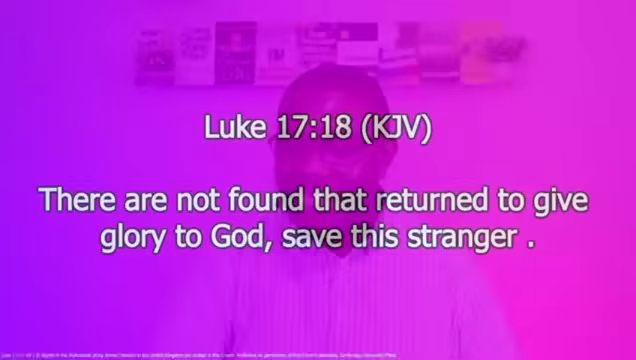 Luke 17:18 (KJV)
There are not found that returned to give
glory to God, save this stranger .